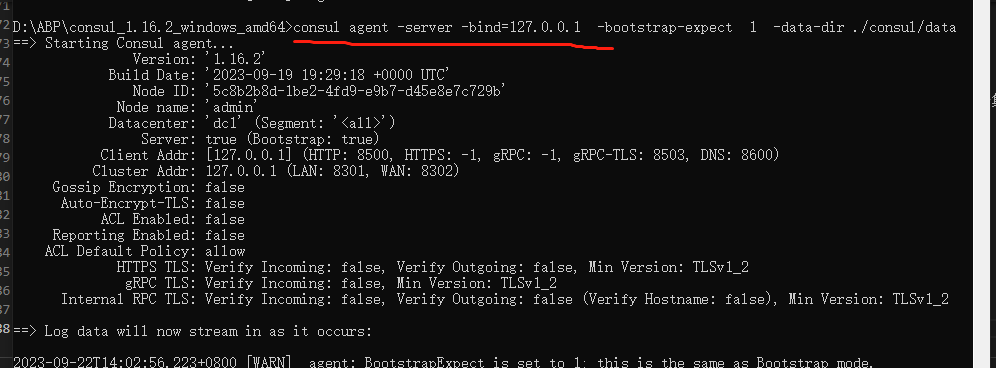 D:\ABP\consul_1.16.2_windows_amd64>consul agent -server -bind=127.0.0.1  -bootstrap-expect  1  -data-dir ./consul/data
==> Starting Consul agent...
Version: '1.16.2'
Build Date: '2023-09-19 19:29:18 +0000 UTC'
Node ID: '5c8b2b8d-1be2-4fd9-e9b7-d45e8e7c729b'
Node name: 'admin'
Datacenter: 'dc1' (Segment: '<all>')
Server: true (Bootstrap: true)
Client Addr: [127.0.0.1] (HTTP: 8500, HTTPS: -1, gRPC: -1, gRPC-TLS: 8503, DNS: 8600)
Cluster Addr: 127.0.0.1 (LAN: 8301, WAN: 8302)
Gossip Encryption: false
Auto-Encrypt-TLS: false
ACL Enabled: false
Reporting Enabled: false
ACL Default Policy: allow
HTTPS TLS: Verify Incoming: false, Verify Outgoing: false, Min Version: TLSv1_2
gRPC TLS: Verify Incoming: false, Min Version: TLSv1_2
Internal RPC TLS: Verify Incoming: false, Verify Outgoing: false (Verify Hostname: false), Min Version: TLSv1_2
==> Log data will now stream in as it occurs:
2023-09-22T14:02:56.223+0800 [WARN]  agent: BootstrapExpect is set to 1; this is the same as Bootstrap mode.